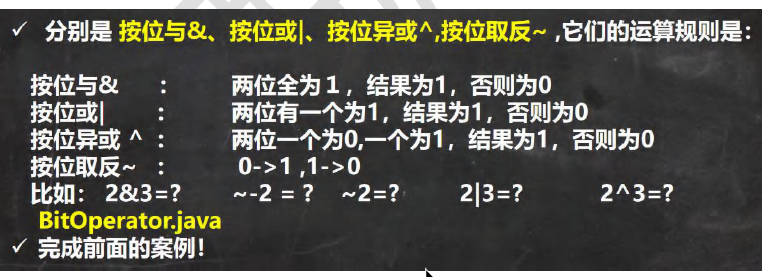 ✓ 分别是 按位与&、按位或|、按位异或^,按位取反~ ,它们的运算规则是：
按位与& ： 两位全为１，结果为1，否则为0
按位或| ： 两位有一个为1，结果为1，否则为0
按位异或 ^ ： 两位一个为0,一个为1，结果为1，否则为0
按位取反~ ： 0->1 ,1->0
比如： 2&3=? ~-2 = ? ~2=? 2|3=? 2^3=?
BitOperator.java
✓ 完成前面的案例！